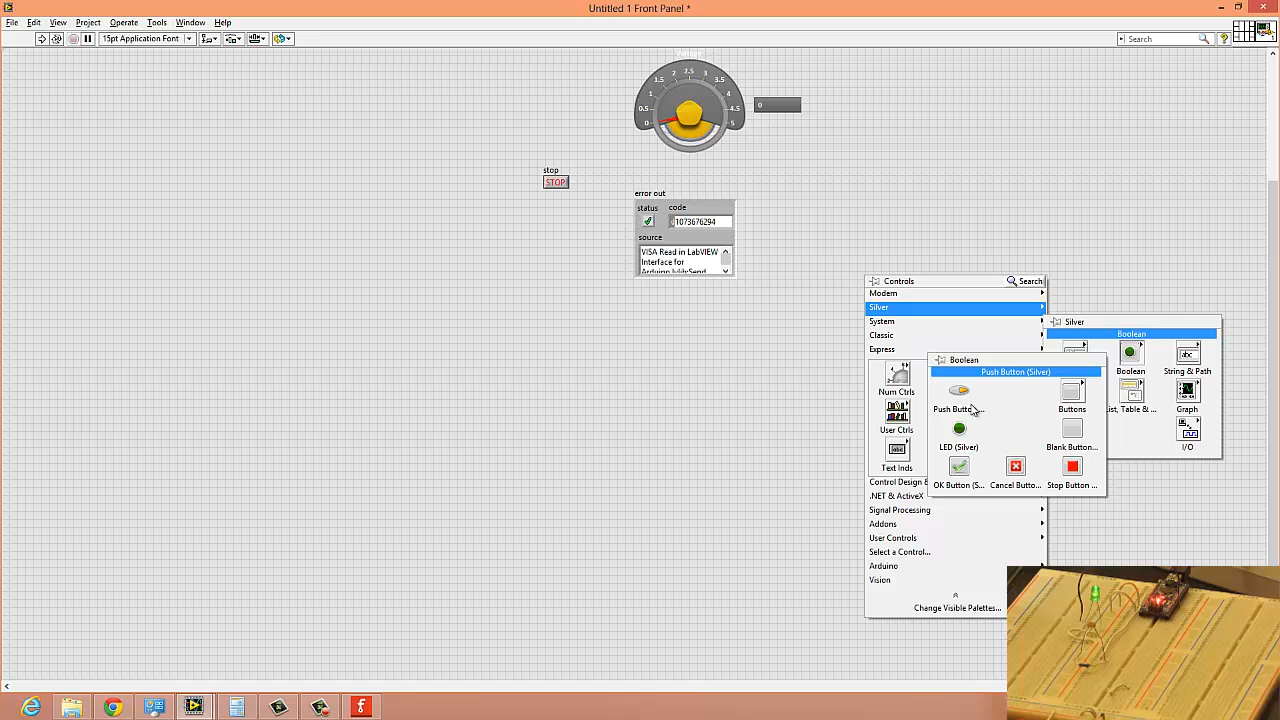 Untitled 1 Front Panel *
File Edit View Project Operate Tools Window Help
15pt Application Font
Search
2.5
2 3
1.5 3.5
1 4
0.5 4.5
0 5
0
stop
STOP
error out
status code
1073676294
source
VISA Read in LabVIEW
Interface for
Controls Search
Modern
Silver
System
Classic
Express
Num Ctrls
User Ctrls
Text Inds
Control Design &
.NET & ActiveX
Signal Processing
Addons
User Controls
Select a Control...
Arduino
Vision
Change Visible Palettes...
Silver
Boolean
Boolean String & Path
List, Table & ... Graph
I/O
Boolean
Push Button (Silver)
Buttons
LED (Silver) Blank Button...
OK Button (S... Cancel Butto... Stop Button ...